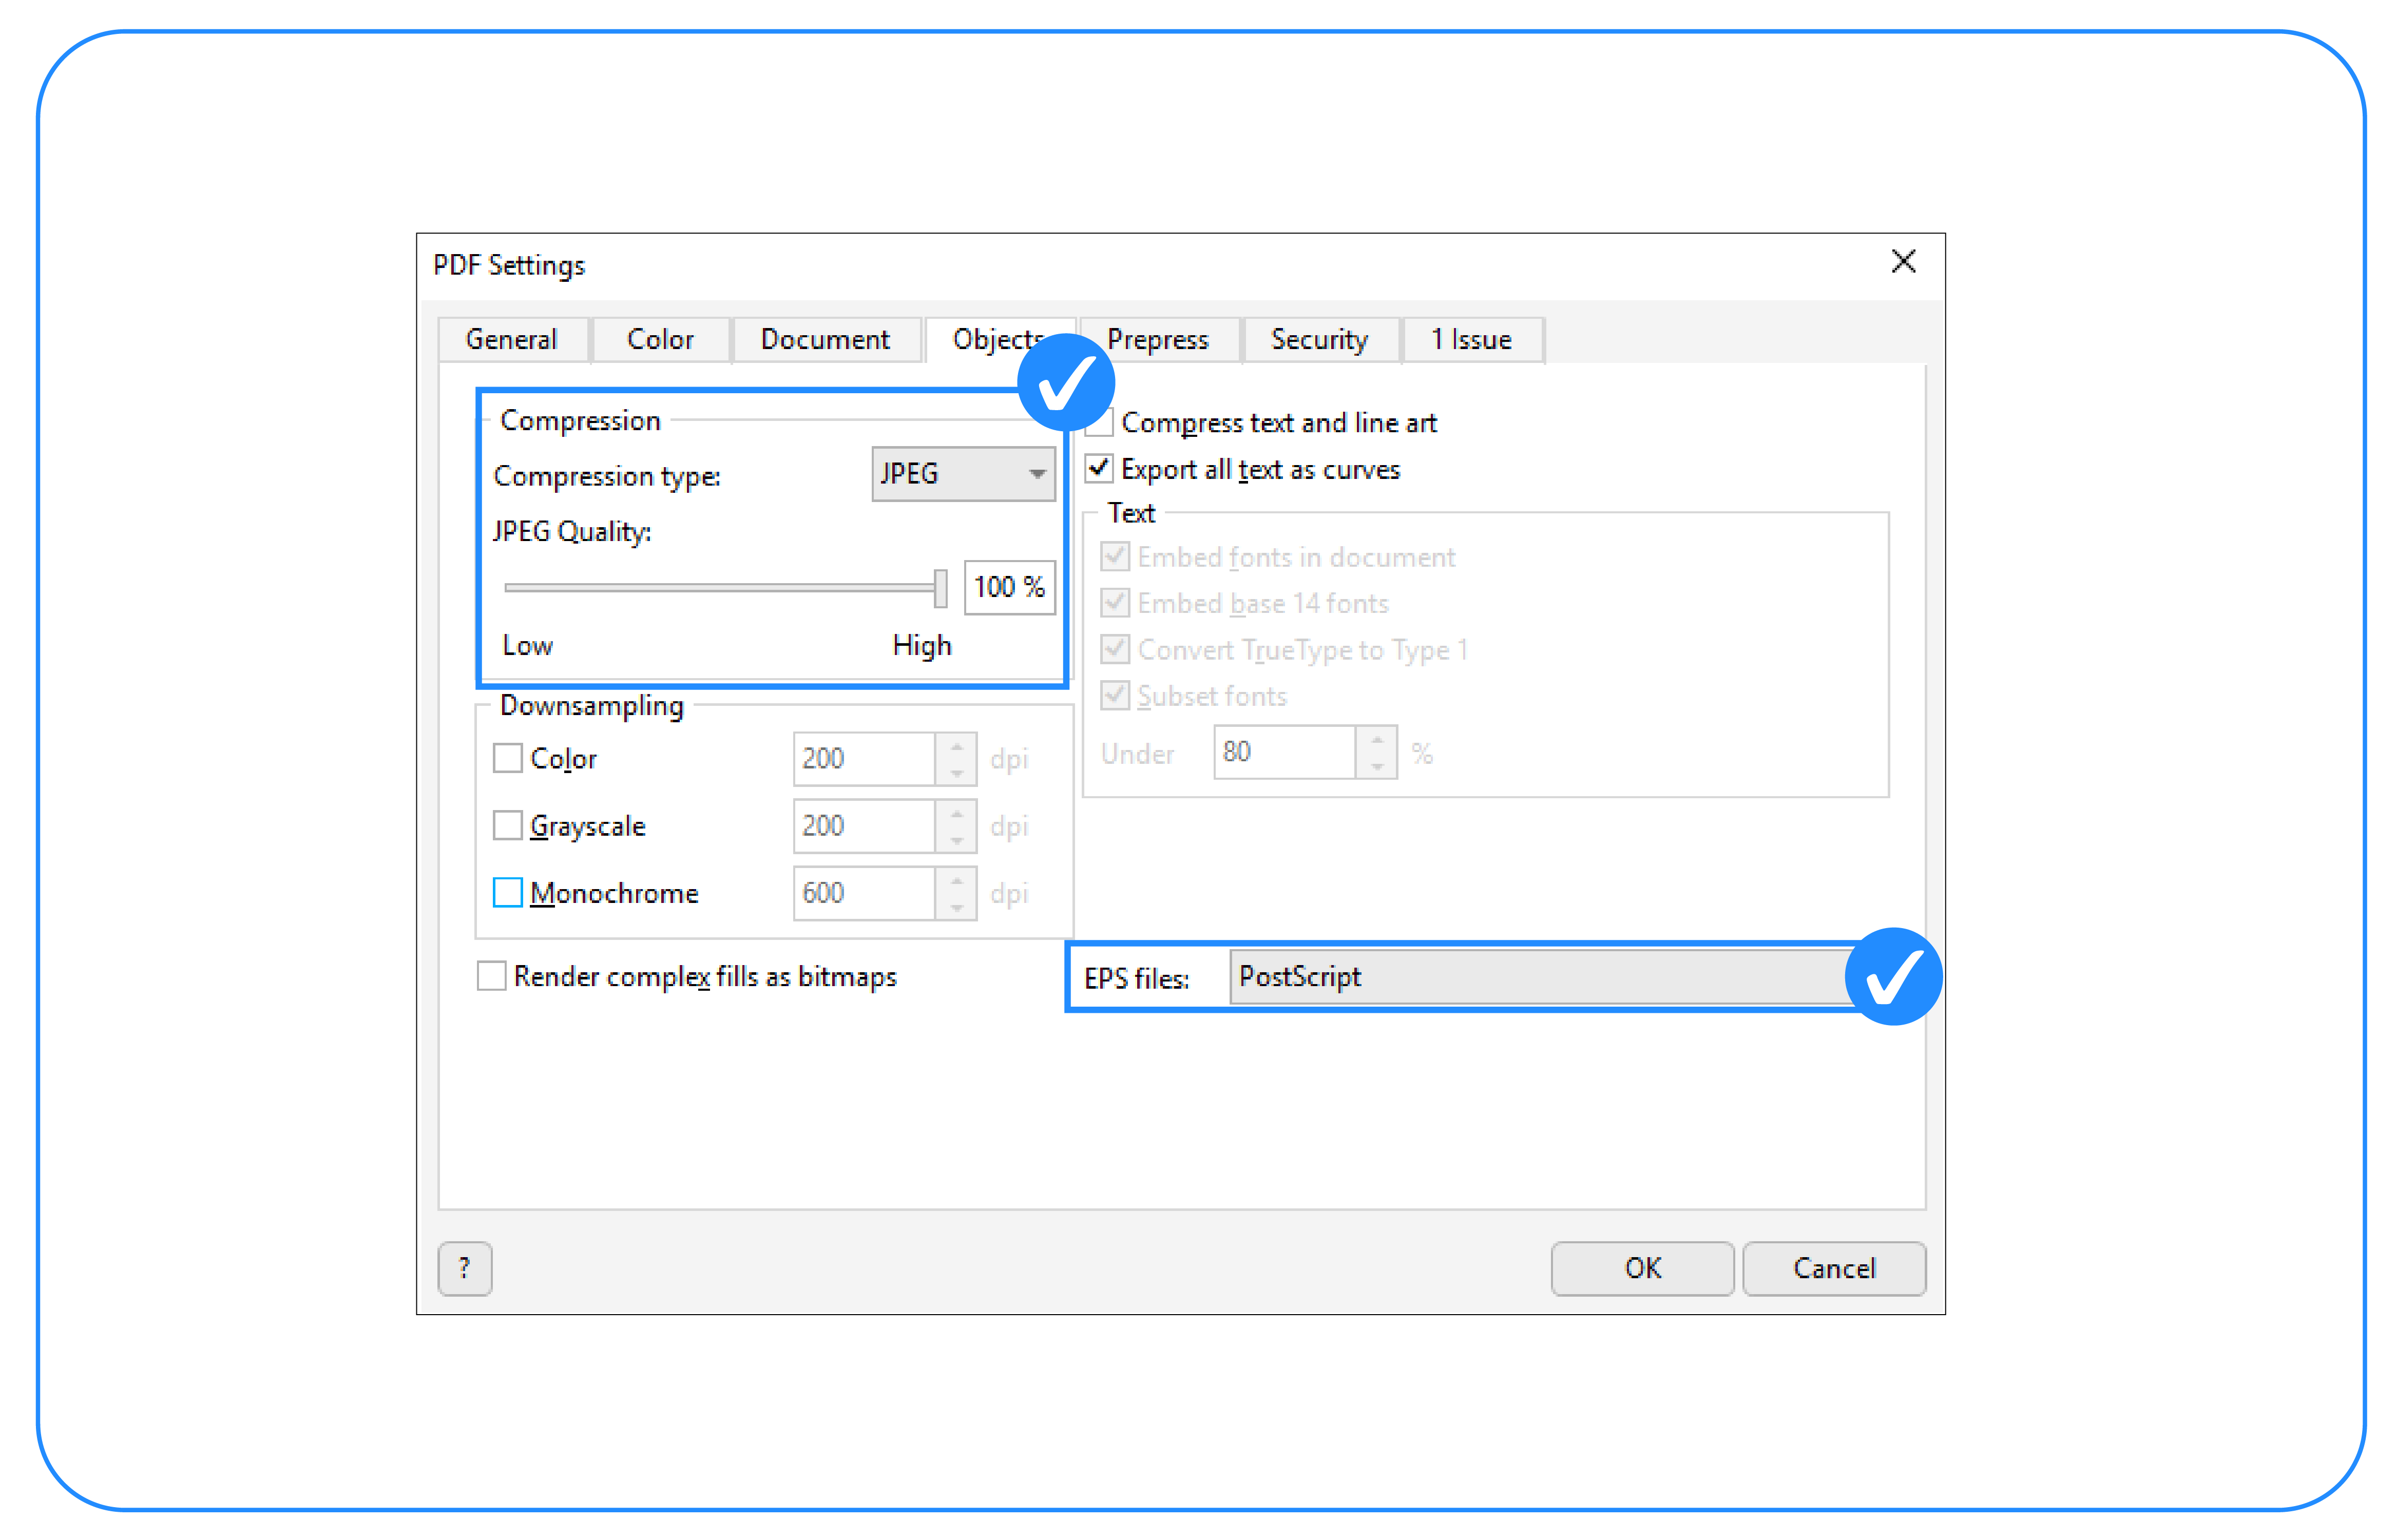 PDF Settings
General Color Document Objects Prepress Security 1 Issue
Compression
Compression type: JPEG
JPEG Quality:
100 %
Low High
Downsampling
Color 200 dpi
Grayscale 200 dpi
Monochrome 600 dpi
Render complex fills as bitmaps
Compress text and line art
Export all text as curves
Text
Embed fonts in document
Embed base 14 fonts
Convert TrueType to Type 1
Subset fonts
Under 80 %
EPS files: PostScript
? OK Cancel